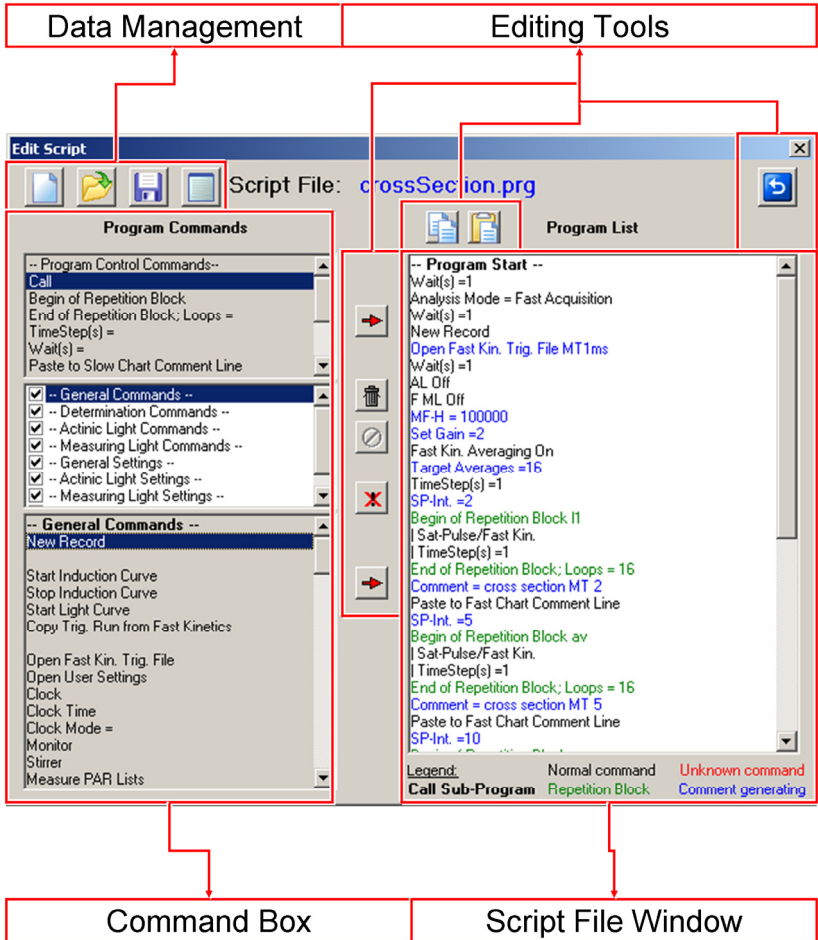 Data Management
Editing Tools
Edit Script
Script File: crossSection.prg
Program Commands
-- Program Control Commands--
Call
Begin of Repetition Block
End of Repetition Block; Loops =
TimeStep(s) =
Wait(s) =
Paste to Slow Chart Comment Line
-- General Commands --
-- Determination Commands --
-- Actinic Light Commands --
-- Measuring Light Commands --
-- General Settings --
-- Actinic Light Settings --
-- Measuring Light Settings --
-- General Commands --
New Record
Start Induction Curve
Stop Induction Curve
Start Light Curve
Copy Trig. Run from Fast Kinetics
Open Fast Kin. Trig. File
Open User Settings
Clock
Clock Time
Clock Mode =
Monitor
Stirrer
Measure PAR Lists
Program List
-- Program Start --
Wait(s) =1
Analysis Mode = Fast Acquisition
Wait(s) =1
New Record
Open Fast Kin. Trig. File MT1ms
Wait(s) =1
AL Off
F ML Off
MF-H = 100000
Set Gain =2
Fast Kin. Averaging On
Target Averages =16
TimeStep(s) =1
SP-Int. =2
Begin of Repetition Block l1
| Sat-Pulse/Fast Kin.
| TimeStep(s) =1
End of Repetition Block; Loops = 16
Comment = cross section MT 2
Paste to Fast Chart Comment Line
SP-Int. =5
Begin of Repetition Block av
| Sat-Pulse/Fast Kin.
| TimeStep(s) =1
End of Repetition Block; Loops = 16
Comment = cross section MT 5
Paste to Fast Chart Comment Line
SP-Int. =10
Legend: Normal command Unknown command
Call Sub-Program Repetition Block Comment generating
Command Box
Script File Window